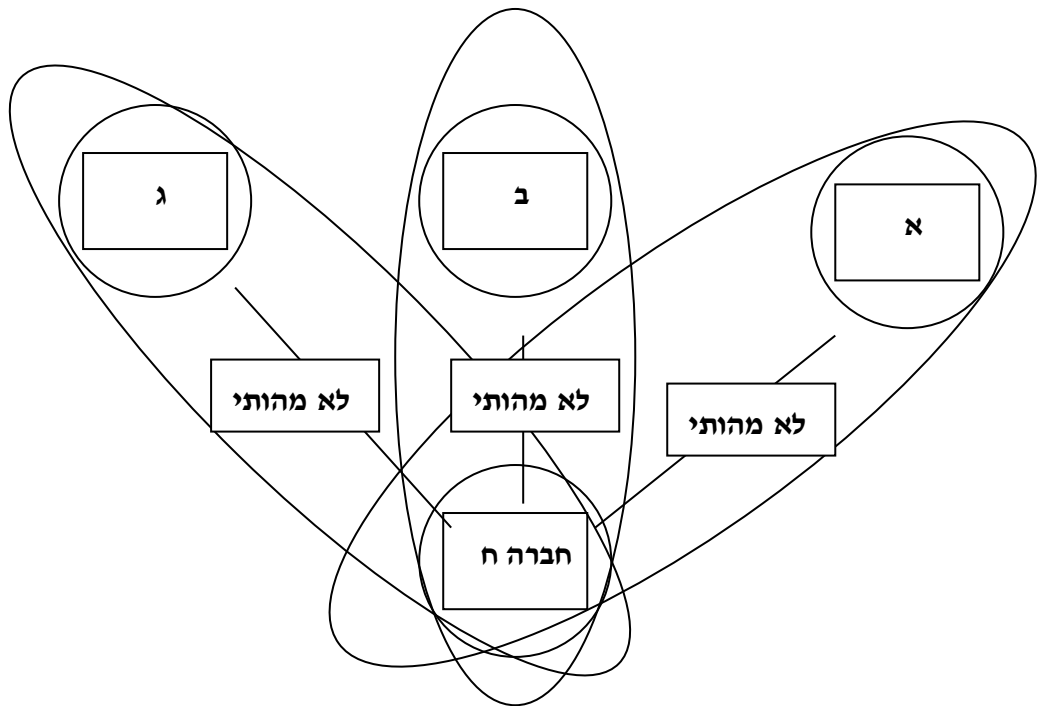 א
ב
ג
לא מהותי
לא מהותי
לא מהותי
חברה ח